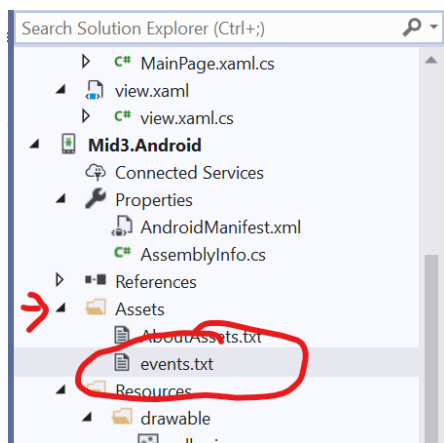 Search Solution Explorer (Ctrl+;)
C# MainPage.xaml.cs
view.xaml
C# view.xaml.cs
Mid3.Android
Connected Services
Properties
AndroidManifest.xml
C# AssemblyInfo.cs
References
Assets
AboutAssets.txt
events.txt
Resources
drawable